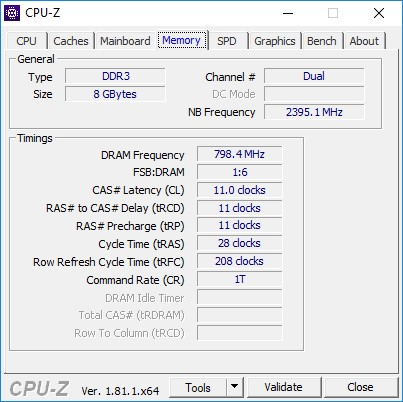 CPU-Z
CPU Caches Mainboard Memory SPD Graphics Bench About
General
Type DDR3 Channel # Dual
Size 8 GBytes DC Mode
NB Frequency 2395.1 MHz
Timings
DRAM Frequency 798.4 MHz
FSB:DRAM 1:6
CAS# Latency (CL) 11.0 clocks
RAS# to CAS# Delay (tRCD) 11 clocks
RAS# Precharge (tRP) 11 clocks
Cycle Time (tRAS) 28 clocks
Row Refresh Cycle Time (tRFC) 208 clocks
Command Rate (CR) 1T
DRAM Idle Timer
Total CAS# (tRDRAM)
Row To Column (tRCD)
CPU-Z Ver. 1.81.1.x64 Tools Validate Close